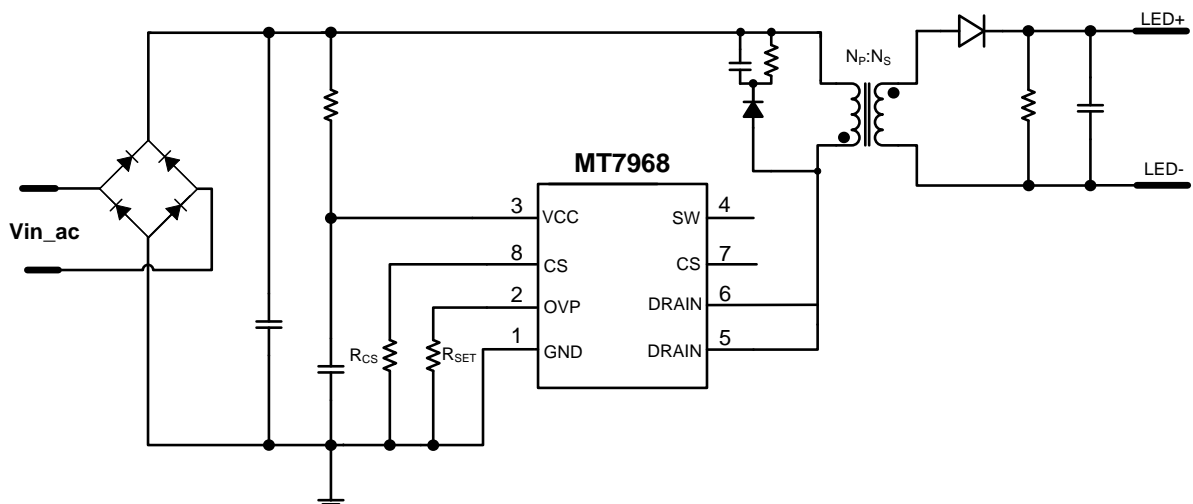 LED+
NP:NS
MT7968
LED-
Vin_ac
3 VCC SW 4
8 CS CS 7
2 OVP DRAIN 6
RCS RSET 1 GND DRAIN 5